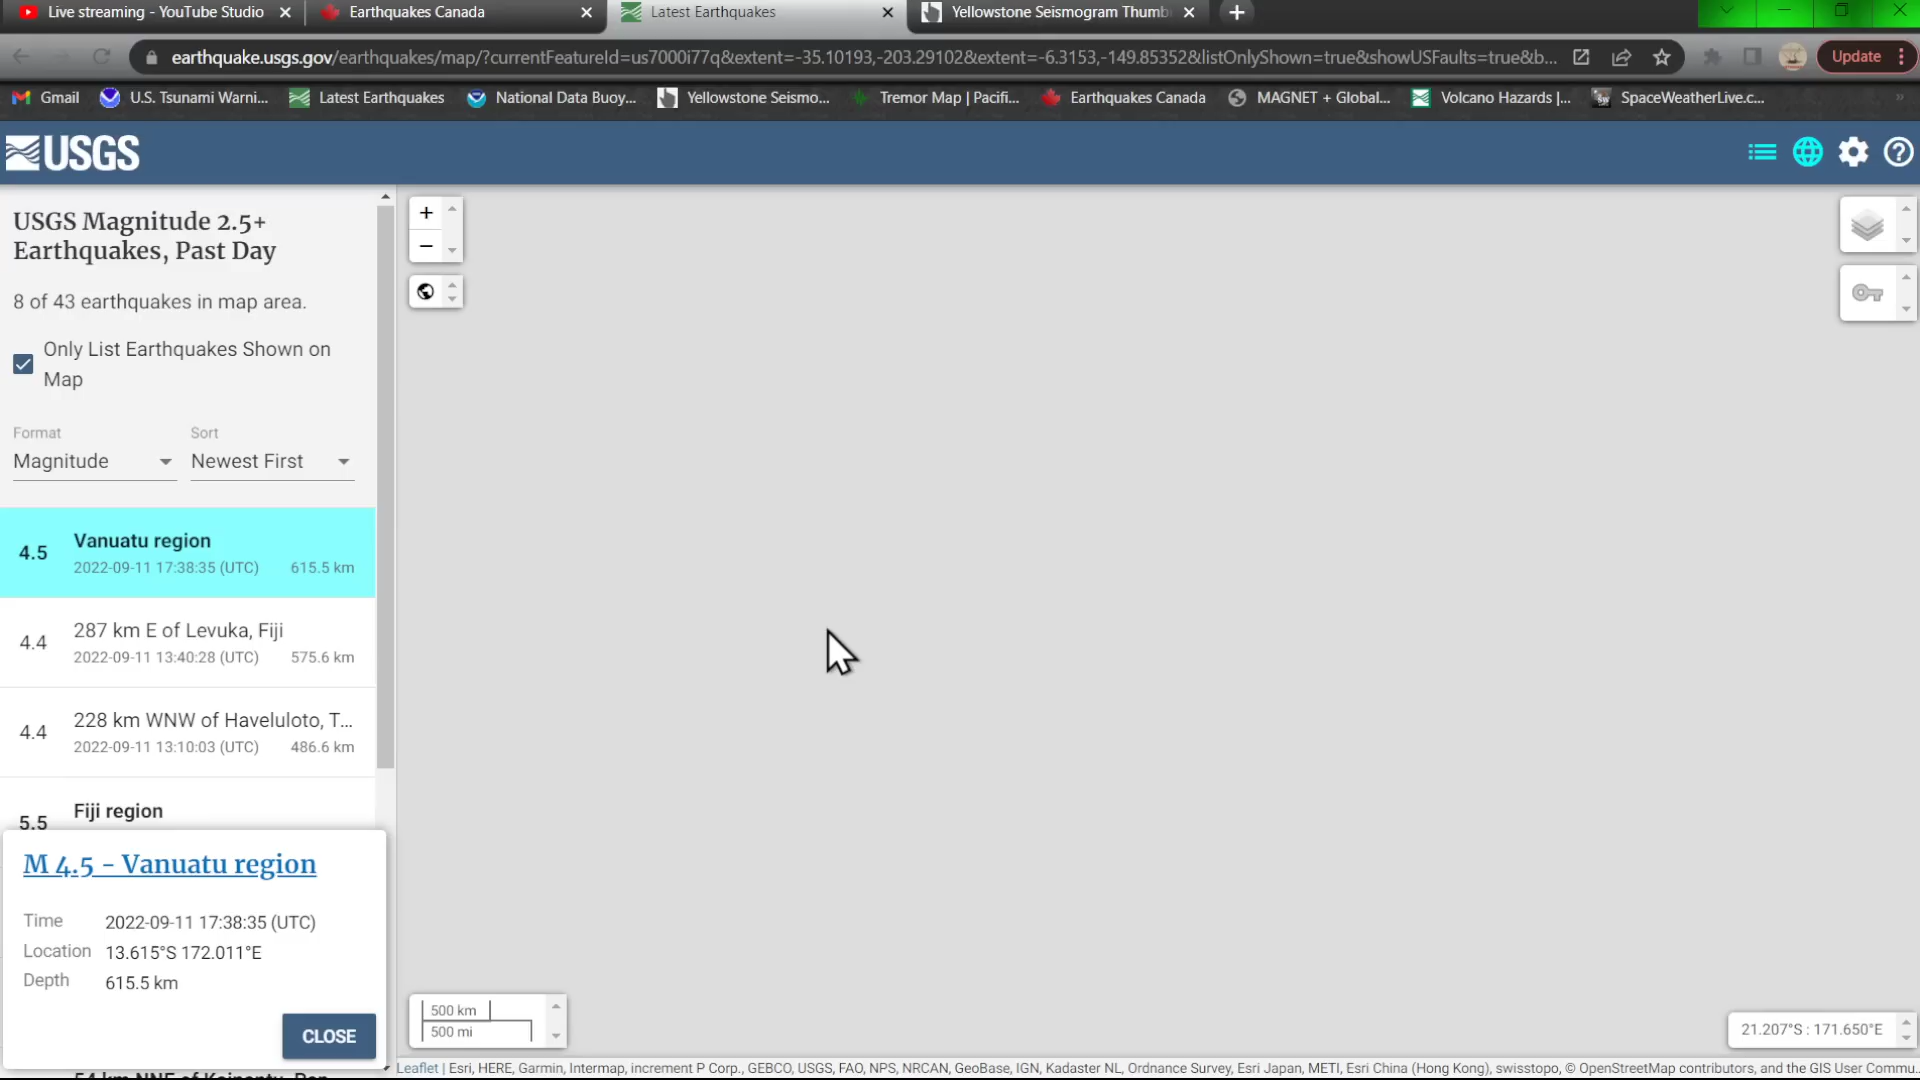 Live streaming - YouTube Studio
Earthquakes Canada
Latest Earthquakes
Yellowstone Seismogram Thumb
earthquake.usgs.gov/earthquakes/map/?currentFeatureId=us7000i77q&extent=-35.10193,-203.29102&extent=-6.3153,-149.85352&listOnlyShown=true&showUSFaults=true&b...
Update
Gmail
U.S. Tsunami Warni...
Latest Earthquakes
National Data Buoy...
Yellowstone Seismo...
Tremor Map | Pacifi...
Earthquakes Canada
MAGNET + Global...
Volcano Hazards |...
SpaceWeatherLive.c...
USGS
USGS Magnitude 2.5+
Earthquakes, Past Day
8 of 43 earthquakes in map area.
Only List Earthquakes Shown on
Map
Format
Sort
Magnitude
Newest First
4.5
Vanuatu region
2022-09-11 17:38:35 (UTC) 615.5 km
4.4
287 km E of Levuka, Fiji
2022-09-11 13:40:28 (UTC) 575.6 km
4.4
228 km WNW of Haveluloto, T...
2022-09-11 13:10:03 (UTC) 486.6 km
5.5
Fiji region
M 4.5 - Vanuatu region
Time 2022-09-11 17:38:35 (UTC)
Location 13.615°S 172.011°E
Depth 615.5 km
CLOSE
+
−
500 km
500 mi
21.207°S : 171.650°E
Leaflet | Esri, HERE, Garmin, Intermap, increment P Corp., GEBCO, USGS, FAO, NPS, NRCAN, GeoBase, IGN, Kadaster NL, Ordnance Survey, Esri Japan, METI, Esri China (Hong Kong), swisstopo, © OpenStreetMap contributors, and the GIS User Commu...